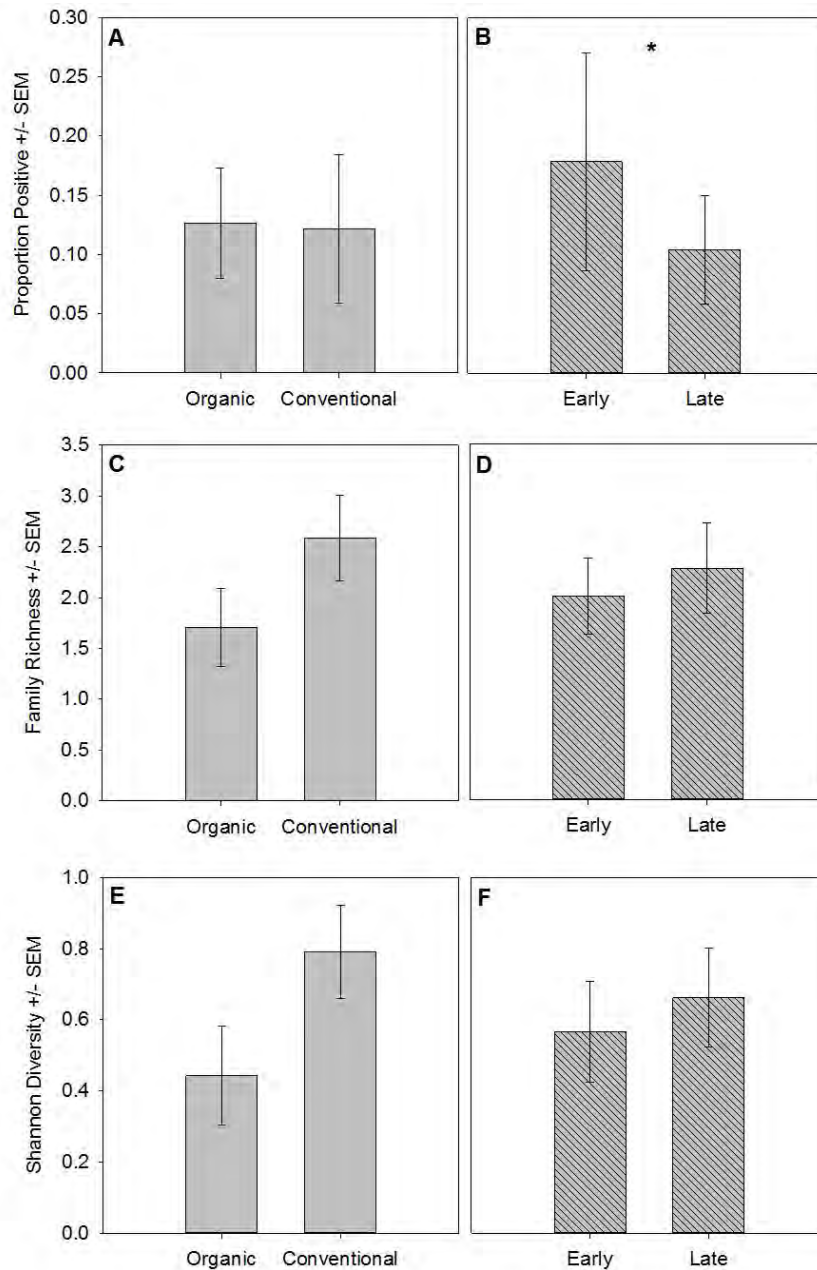 A
B
*
Proportion Positive +/- SEM
0.30
0.25
0.20
0.15
0.10
0.05
0.00
Organic Conventional
Early Late
C
D
Family Richness +/- SEM
3.5
3.0
2.5
2.0
1.5
1.0
0.5
0.0
Organic Conventional
Early Late
E
F
Shannon Diversity +/- SEM
1.0
0.8
0.6
0.4
0.2
0.0
Organic Conventional
Early Late